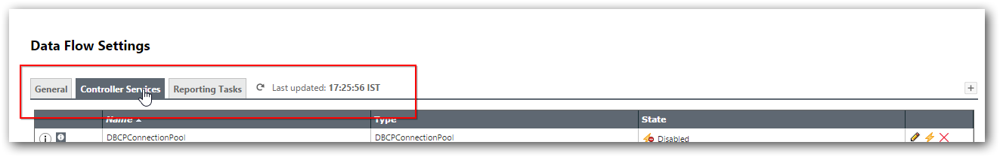 Data Flow Settings
General Controller Services Reporting Tasks Last updated: 17:25:56 IST
Name Type State
DBCPConnectionPool DBCPConnectionPool Disabled